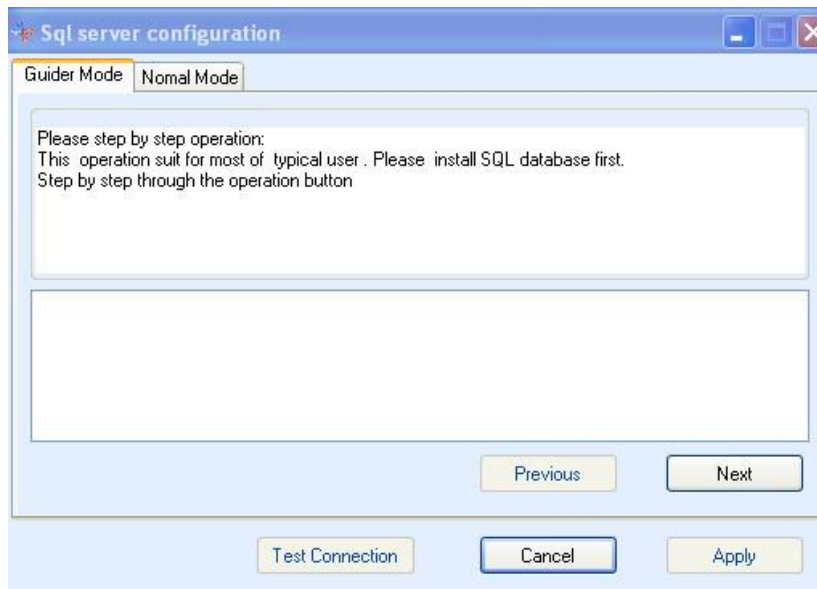 Sql server configuration
Guider Mode
Nomal Mode
Please step by step operation:
This operation suit for most of typical user . Please install SQL database first.
Step by step through the operation button
Previous
Next
Test Connection
Cancel
Apply